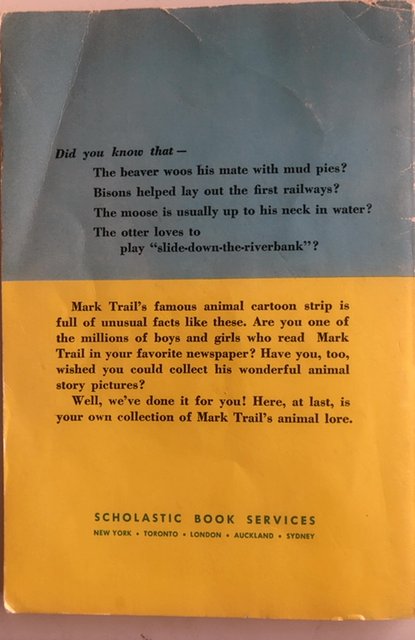 Did you know that —
The beaver woos his mate with mud pies?
Bisons helped lay out the first railways?
The moose is usually up to his neck in water?
The otter loves to
play "slide-down-the-riverbank"?
Mark Trail's famous animal cartoon strip is
full of unusual facts like these. Are you one of
the millions of boys and girls who read Mark
Trail in your favorite newspaper? Have you, too,
wished you could collect his wonderful animal
story pictures?
Well, we've done it for you! Here, at last, is
your own collection of Mark Trail's animal lore.
SCHOLASTIC BOOK SERVICES
NEW YORK • TORONTO • LONDON • AUCKLAND • SYDNEY